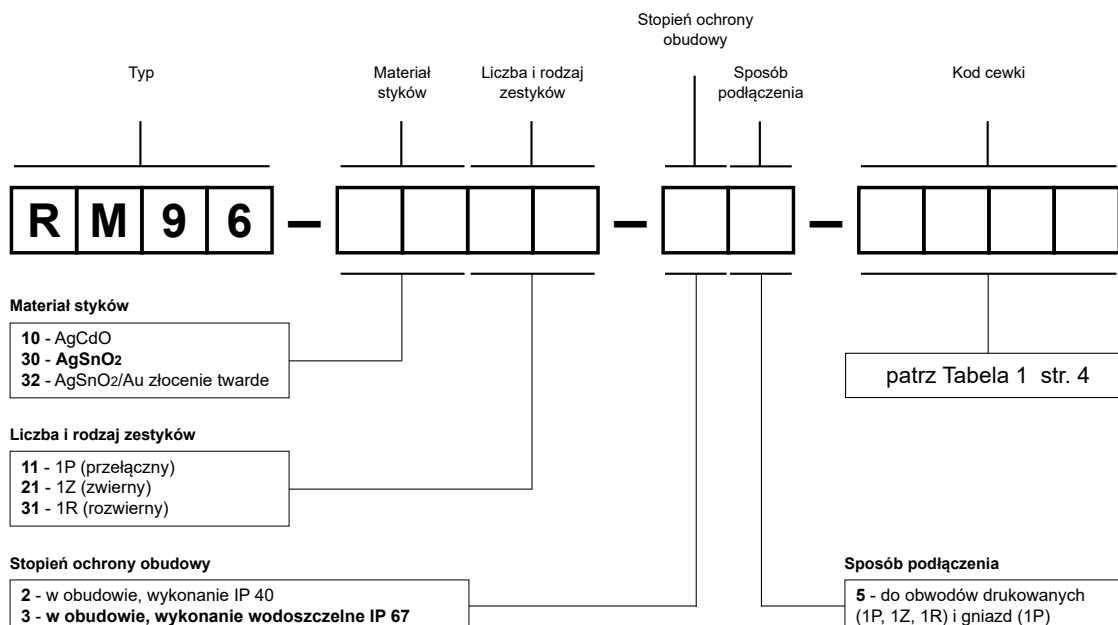 Stopień ochrony
obudowy
Typ
Materiał
styków
Liczba i rodzaj
zestyków
Sposób
podłączenia
Kod cewki
R M 9 6 – – –
Materiał styków
10 - AgCdO
30 - AgSnO2
32 - AgSnO2/Au złocenie twarde
patrz Tabela 1 str. 4
Liczba i rodzaj zestyków
11 - 1P (przełączny)
21 - 1Z (zwierny)
31 - 1R (rozwierny)
Stopień ochrony obudowy
2 - w obudowie, wykonanie IP 40
3 - w obudowie, wykonanie wodoszczelne IP 67
Sposób podłączenia
5 - do obwodów drukowanych
(1P, 1Z, 1R) i gniazd (1P)